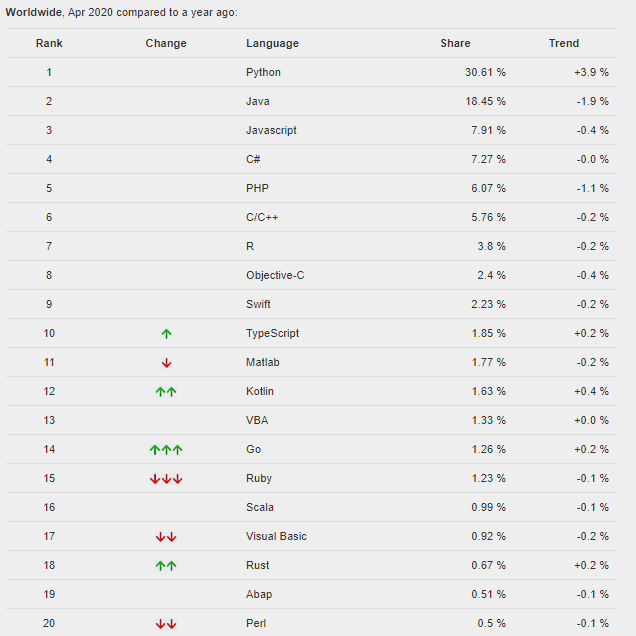 Worldwide, Apr 2020 compared to a year ago:
Rank Change Language Share Trend
1 Python 30.61 % +3.9 %
2 Java 18.45 % -1.9 %
3 Javascript 7.91 % -0.4 %
4 C# 7.27 % -0.0 %
5 PHP 6.07 % -1.1 %
6 C/C++ 5.76 % -0.2 %
7 R 3.8 % -0.2 %
8 Objective-C 2.4 % -0.4 %
9 Swift 2.23 % -0.2 %
10 ↑ TypeScript 1.85 % +0.2 %
11 ↓ Matlab 1.77 % -0.2 %
12 ↑↑ Kotlin 1.63 % +0.4 %
13 VBA 1.33 % +0.0 %
14 ↑↑↑ Go 1.26 % +0.2 %
15 ↓↓↓ Ruby 1.23 % -0.1 %
16 Scala 0.99 % -0.1 %
17 ↓↓ Visual Basic 0.92 % -0.2 %
18 ↑↑ Rust 0.67 % +0.2 %
19 Abap 0.51 % -0.1 %
20 ↓↓ Perl 0.5 % -0.1 %